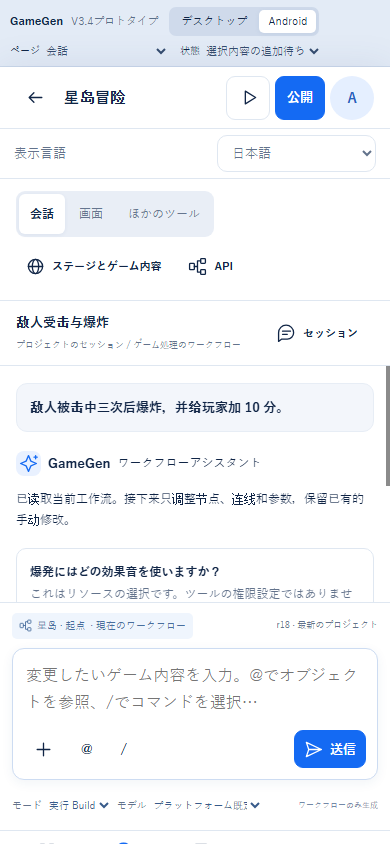 GameGen V3.4プロトタイプ デスクトップ Android
ページ 会話 状態 選択内容の追加待ち
星岛冒险 公開 A
表示言語 日本語
会話 画面 ほかのツール
ステージとゲーム内容 API
敌人受击与爆炸
プロジェクトのセッション / ゲーム処理のワークフロー
セッション
敌人被击中三次后爆炸，并给玩家加 10 分。
GameGen ワークフローアシスタント
已读取当前工作流。接下来只调整节点、连线和参数，保留已有的
手动修改。
爆発にはどの効果音を使いますか？
これはリソースの選択です。ツールの権限設定ではありませ
星岛 · 起点 · 現在のワークフロー r18 · 最新のプロジェクト
変更したいゲーム内容を入力。@でオブジェク
トを参照、/でコマンドを選択…
+ @ / 送信
モード 実行 Build モデル プラットフォーム既定 ワークフローのみ生成